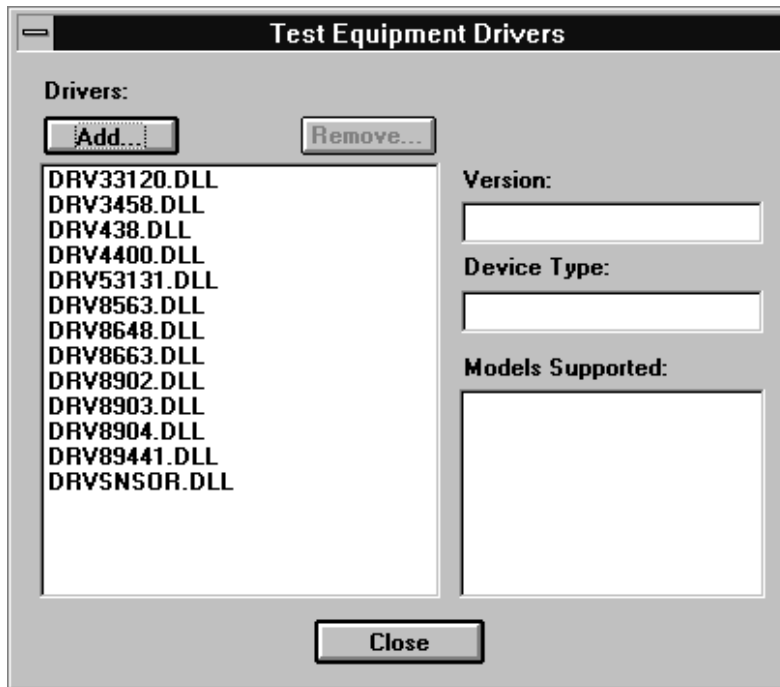 Test Equipment Drivers
Drivers:
Add...
Remove...
DRV33120.DLL
DRV3458.DLL
DRV438.DLL
DRV4400.DLL
DRV53131.DLL
DRV8563.DLL
DRV8648.DLL
DRV8663.DLL
DRV8902.DLL
DRV8903.DLL
DRV8904.DLL
DRV89441.DLL
DRVSNSOR.DLL
Version:
Device Type:
Models Supported:
Close